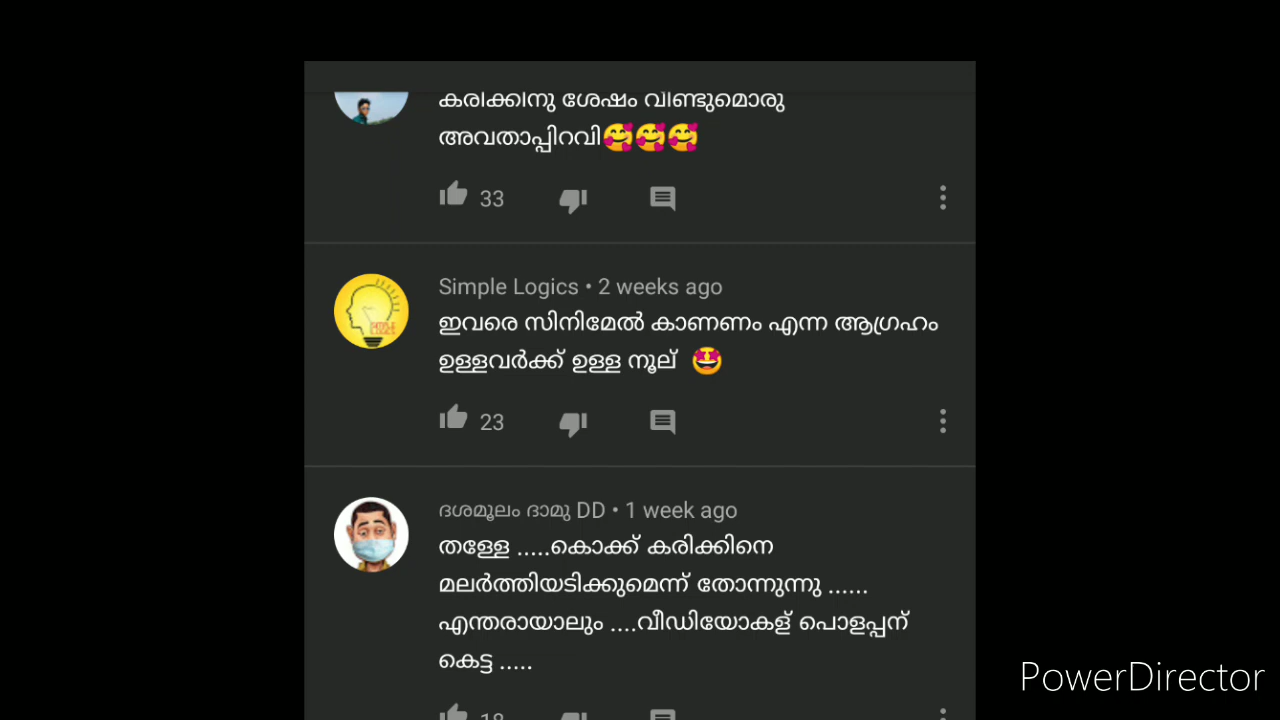 കരിക്കിനു ശേഷം വീണ്ടുമൊരു
അവതാപ്പിറവി🥰🥰🥰
33
Simple Logics • 2 weeks ago
ഇവരെ സിനിമേൽ കാണണം എന്ന ആഗ്രഹം
ഉള്ളവർക്ക് ഉള്ള നൂല് 🤩
23
ദശമൂലം ദാമു DD • 1 week ago
തള്ളേ .....കൊക്ക് കരിക്കിനെ
മലർത്തിയടിക്കുമെന്ന് തോന്നുന്നു ......
എന്തരായാലും ....വീഡിയോകള് പൊളപ്പന്
കെട്ട .....
18
PowerDirector